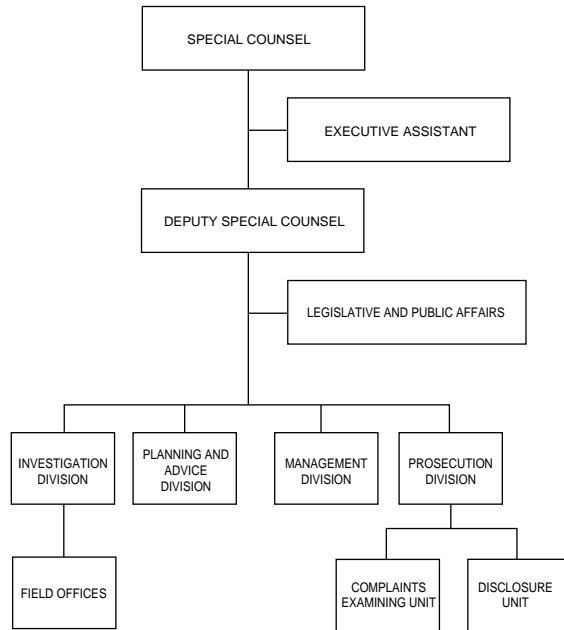 SPECIAL COUNSEL
EXECUTIVE ASSISTANT
DEPUTY SPECIAL COUNSEL
LEGISLATIVE AND PUBLIC AFFAIRS
INVESTIGATION
DIVISION
PLANNING AND
ADVICE
DIVISION
MANAGEMENT
DIVISION
PROSECUTION
DIVISION
FIELD OFFICES
COMPLAINTS
EXAMINING UNIT
DISCLOSURE
UNIT